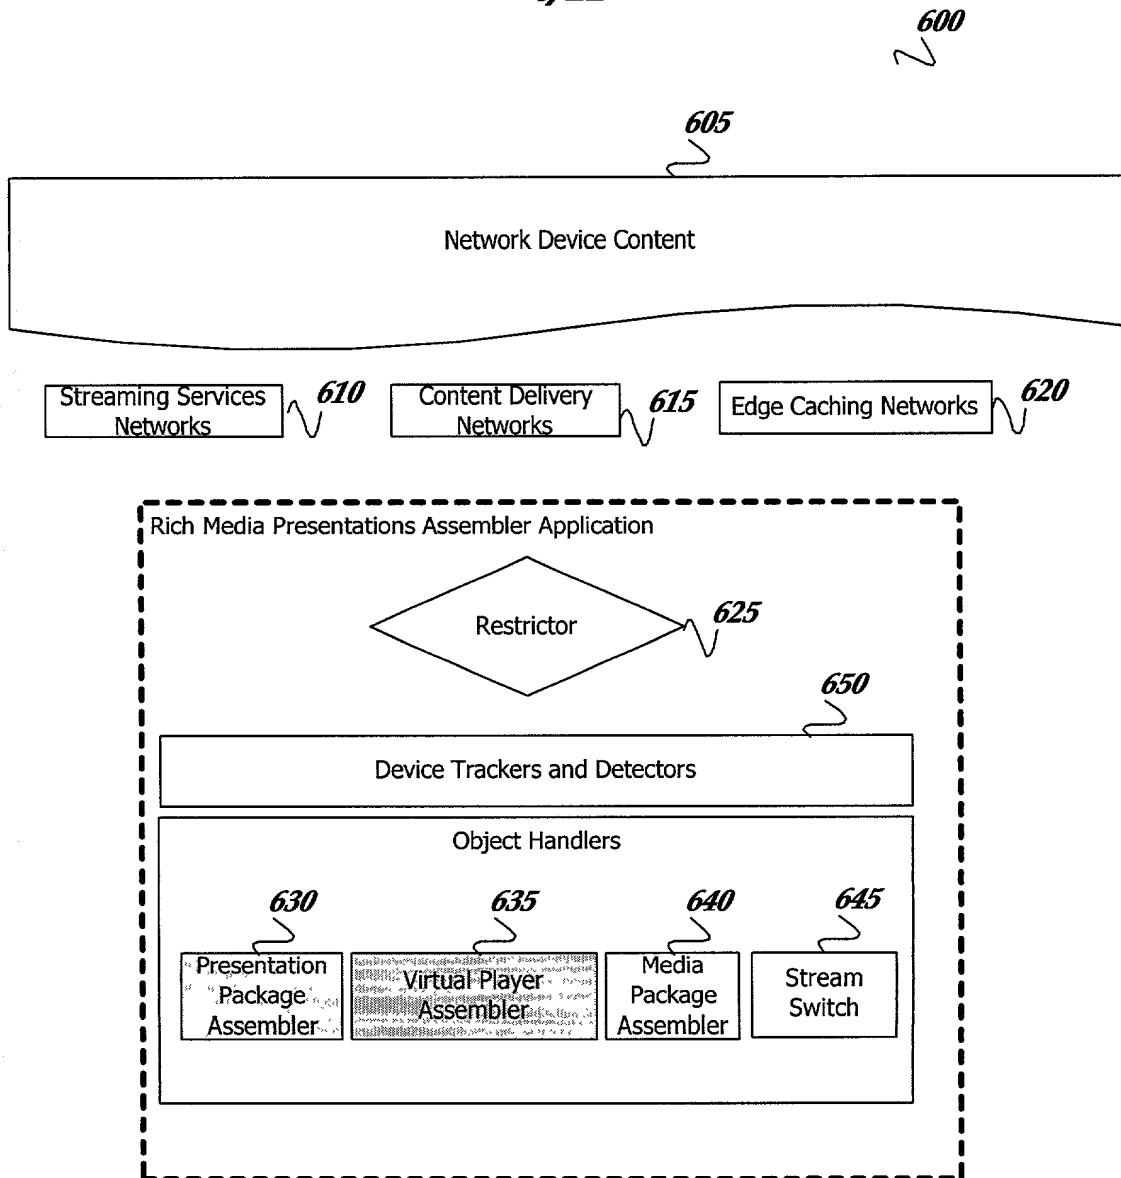 600
605
Network Device Content
Streaming Services
Networks
610
Content Delivery
Networks
615
Edge Caching Networks
620
Rich Media Presentations Assembler Application
Restrictor
625
650
Device Trackers and Detectors
Object Handlers
630
635
640
645
Presentation
Package
Assembler
Virtual Player
Assembler
Media
Package
Assembler
Stream
Switch